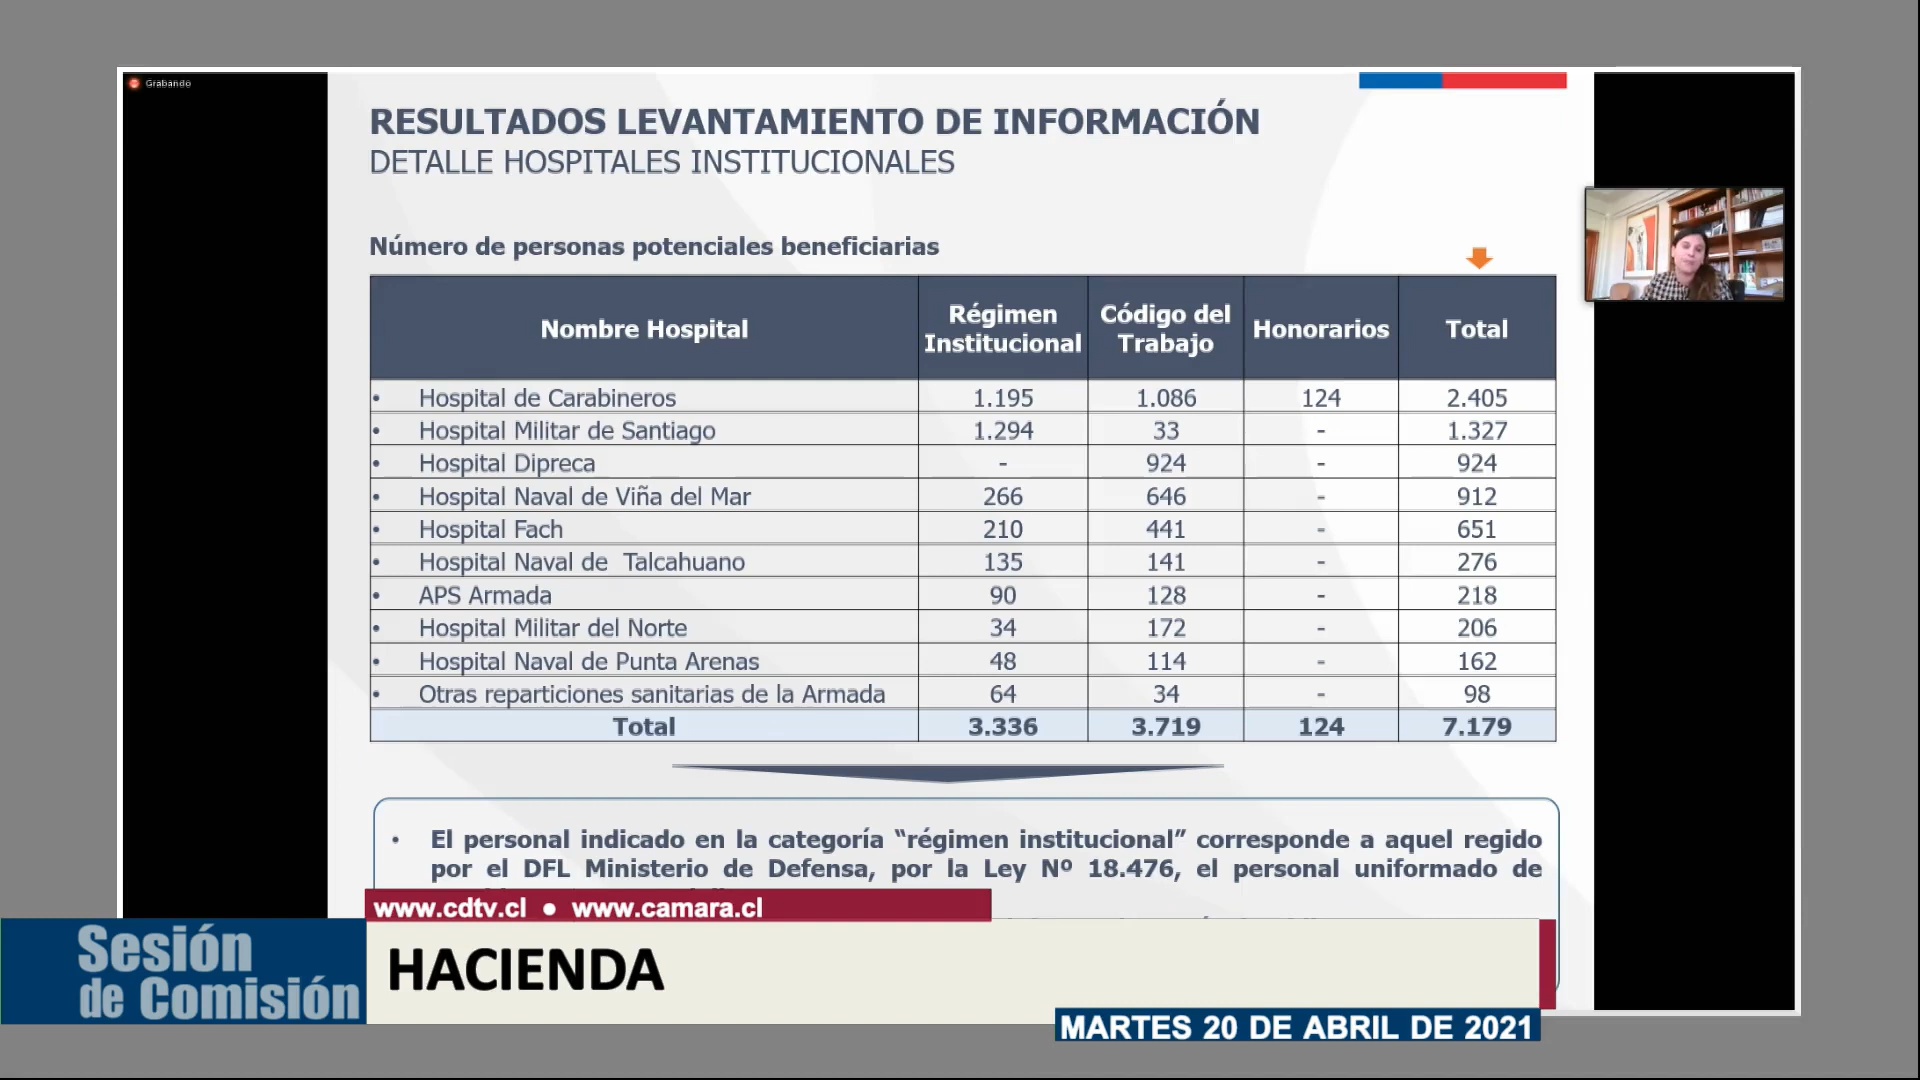 Grabando
RESULTADOS LEVANTAMIENTO DE INFORMACIÓN
DETALLE HOSPITALES INSTITUCIONALES
Número de personas potenciales beneficiarias
Nombre Hospital Régimen Institucional Código del Trabajo Honorarios Total
• Hospital de Carabineros 1.195 1.086 124 2.405
• Hospital Militar de Santiago 1.294 33 - 1.327
• Hospital Dipreca - 924 - 924
• Hospital Naval de Viña del Mar 266 646 - 912
• Hospital Fach 210 441 - 651
• Hospital Naval de Talcahuano 135 141 - 276
• APS Armada 90 128 - 218
• Hospital Militar del Norte 34 172 - 206
• Hospital Naval de Punta Arenas 48 114 - 162
• Otras reparticiones sanitarias de la Armada 64 34 - 98
Total 3.336 3.719 124 7.179
• El personal indicado en la categoría “régimen institucional” corresponde a aquel regido
por el DFL Ministerio de Defensa, por la Ley Nº 18.476, el personal uniformado de
www.cdtv.cl ● www.camara.cl
Sesión
de Comisión
HACIENDA
MARTES 20 DE ABRIL DE 2021